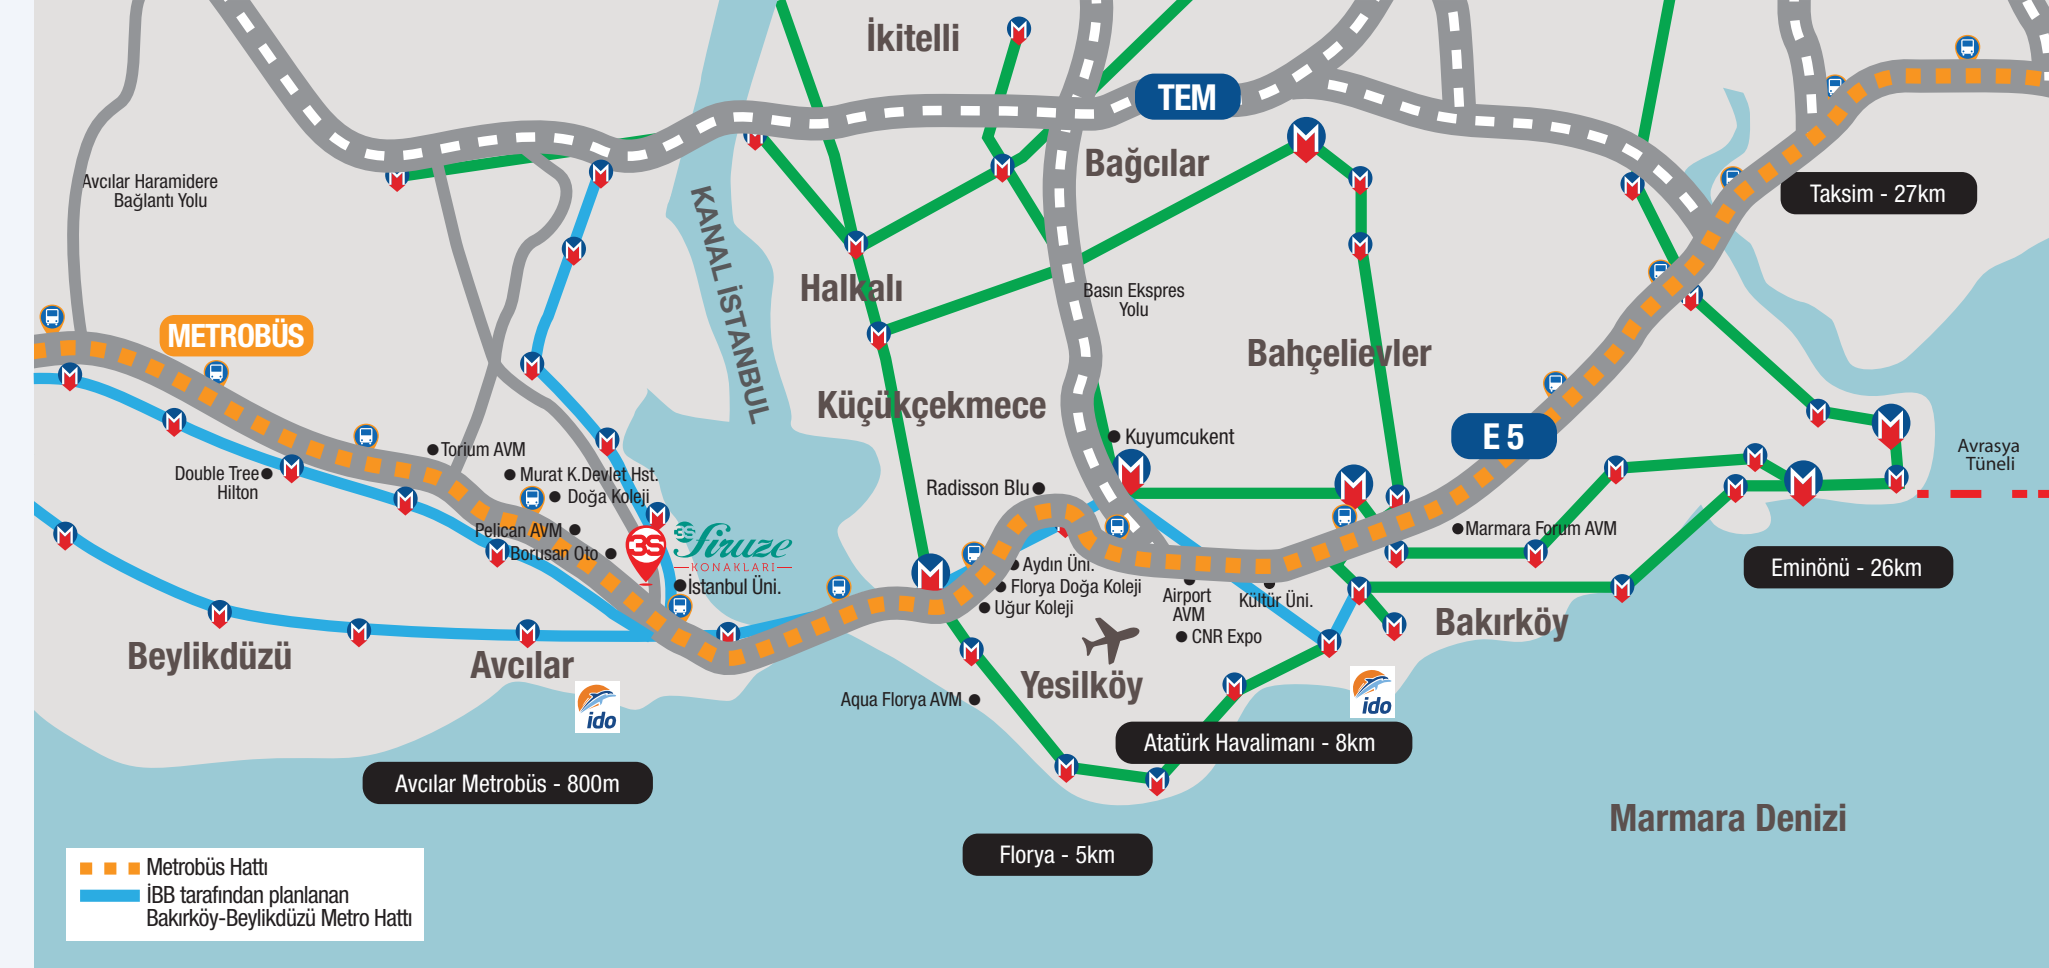 İkitelli
TEM
Bağcılar
Avcılar Haramidere
Bağlantı Yolu
Taksim - 27km
KANAL İSTANBUL
Halkalı
Basın Ekspres
Yolu
METROBÜS
Bahçelievler
Küçükçekmece
Kuyumcukent
E 5
Torium AVM
Avrasya
Tüneli
Double Tree
Hilton
Murat K.Devlet Hst.
Doğa Koleji
Radisson Blu
Pelican AVM
Borusan Oto
3S
3S Firuze
KONAKLARI
Marmara Forum AVM
Aydın Üni.
Florya Doğa Koleji
Uğur Koleji
İstanbul Üni.
Airport
AVM
Kültür Üni.
CNR Expo
Eminönü - 26km
Bakırköy
Beylikdüzü
Avcılar
Yesilköy
Aqua Florya AVM
ido
ido
Atatürk Havalimanı - 8km
Avcılar Metrobüs - 800m
Marmara Denizi
Florya - 5km
Metrobüs Hattı
İBB tarafından planlanan
Bakırköy-Beylikdüzü Metro Hattı